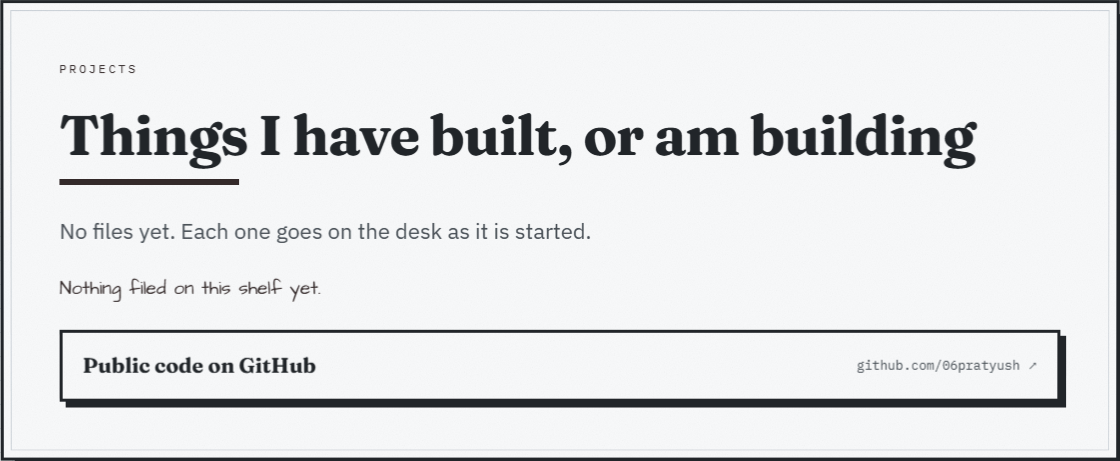 PROJECTS
Things I have built, or am building
No files yet. Each one goes on the desk as it is started.
Nothing filed on this shelf yet.
Public code on GitHub
github.com/06pratyush ↗